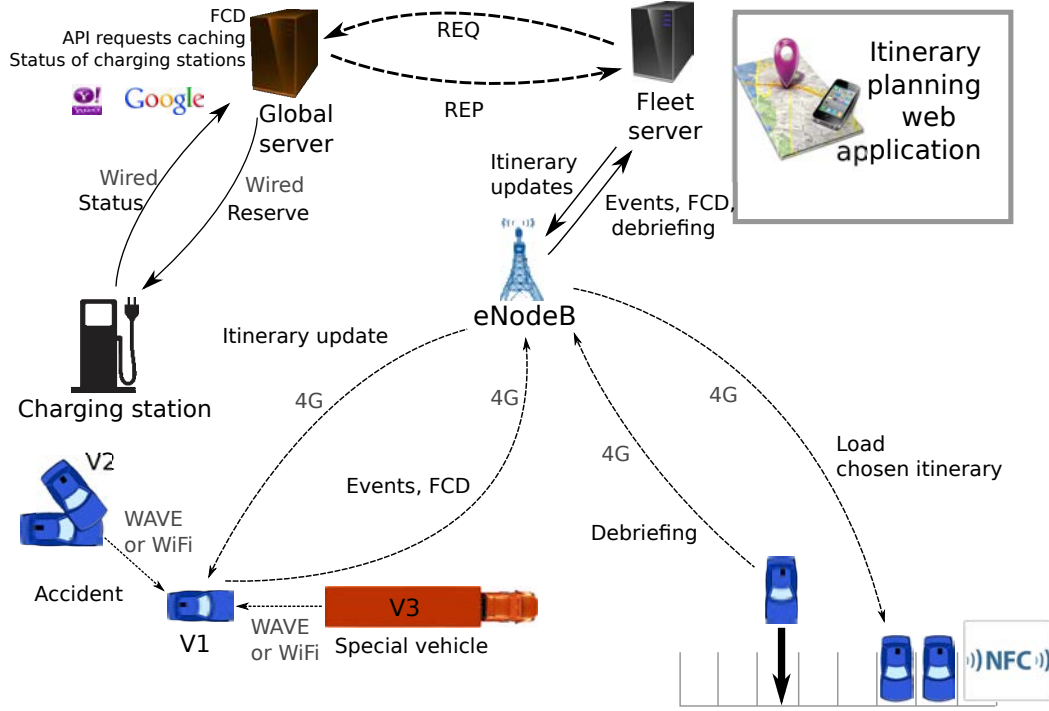 FCD
API requests caching
Status of charging stations
Y!
YAHOO!
Google
Global
server
REQ
REP
Fleet
server
Itinerary
planning
web
application
Wired
Status
Wired
Reserve
Itinerary
updates
Events, FCD,
debriefing
eNodeB
Charging station
Itinerary update
4G
4G
4G
4G
Load
chosen itinerary
V2
WAVE
or WiFi
Accident
Events, FCD
Debriefing
V1
WAVE
or WiFi
V3
Special vehicle
NFC